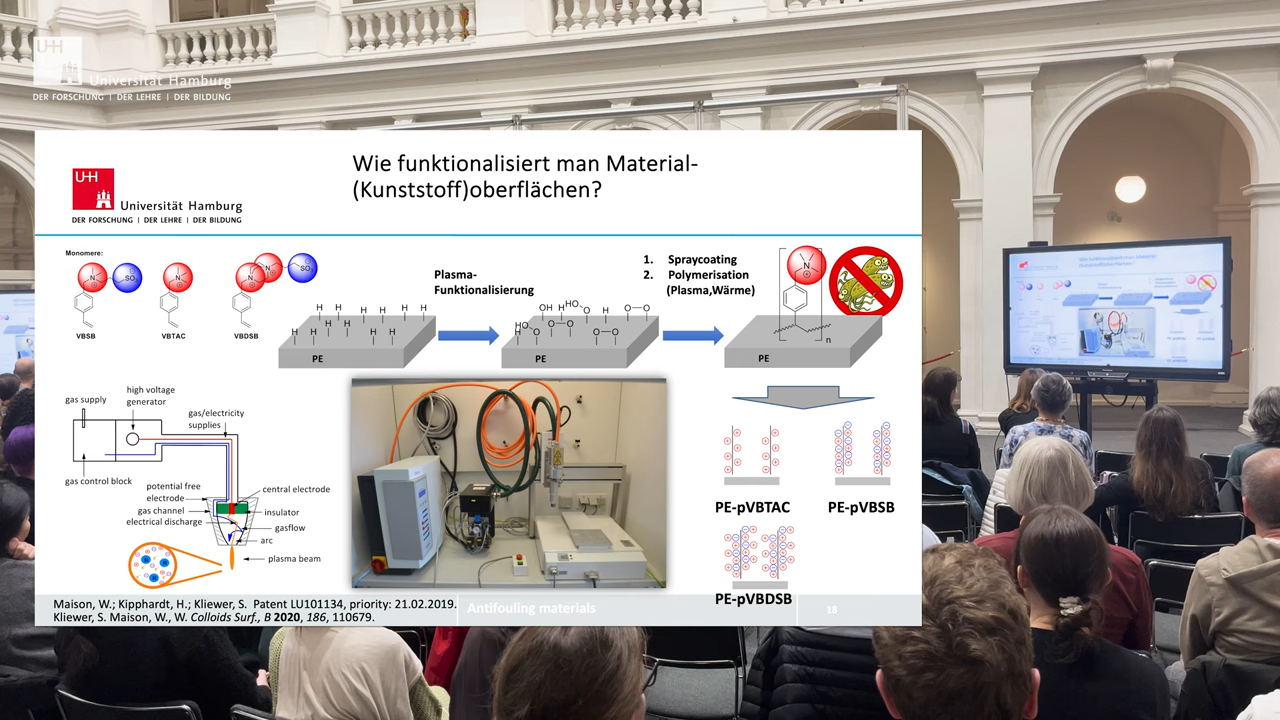 UH
Universität Hamburg
DER FORSCHUNG | DER LEHRE | DER BILDUNG
Wie funktionalisiert man Material-
(Kunststoff)oberflächen?
UH
Universität Hamburg
DER FORSCHUNG | DER LEHRE | DER BILDUNG
Monomere:
VBSB
VBTAC
VBDSB
Plasma-
Funktionalisierung
1. Spraycoating
2. Polymerisation
(Plasma,Wärme)
PE
PE
PE
n
gas supply
high voltage
generator
gas/electricity
supplies
gas control block
potential free
electrode
gas channel
electrical discharge
central electrode
insulator
gasflow
arc
plasma beam
PE-pVBTAC
PE-pVBSB
PE-pVBDSB
Maison, W.; Kipphardt, H.; Kliewer, S. Patent LU101134, priority: 21.02.2019.
Kliewer, S. Maison, W., W. Colloids Surf., B 2020, 186, 110679.
Antifouling materials
18